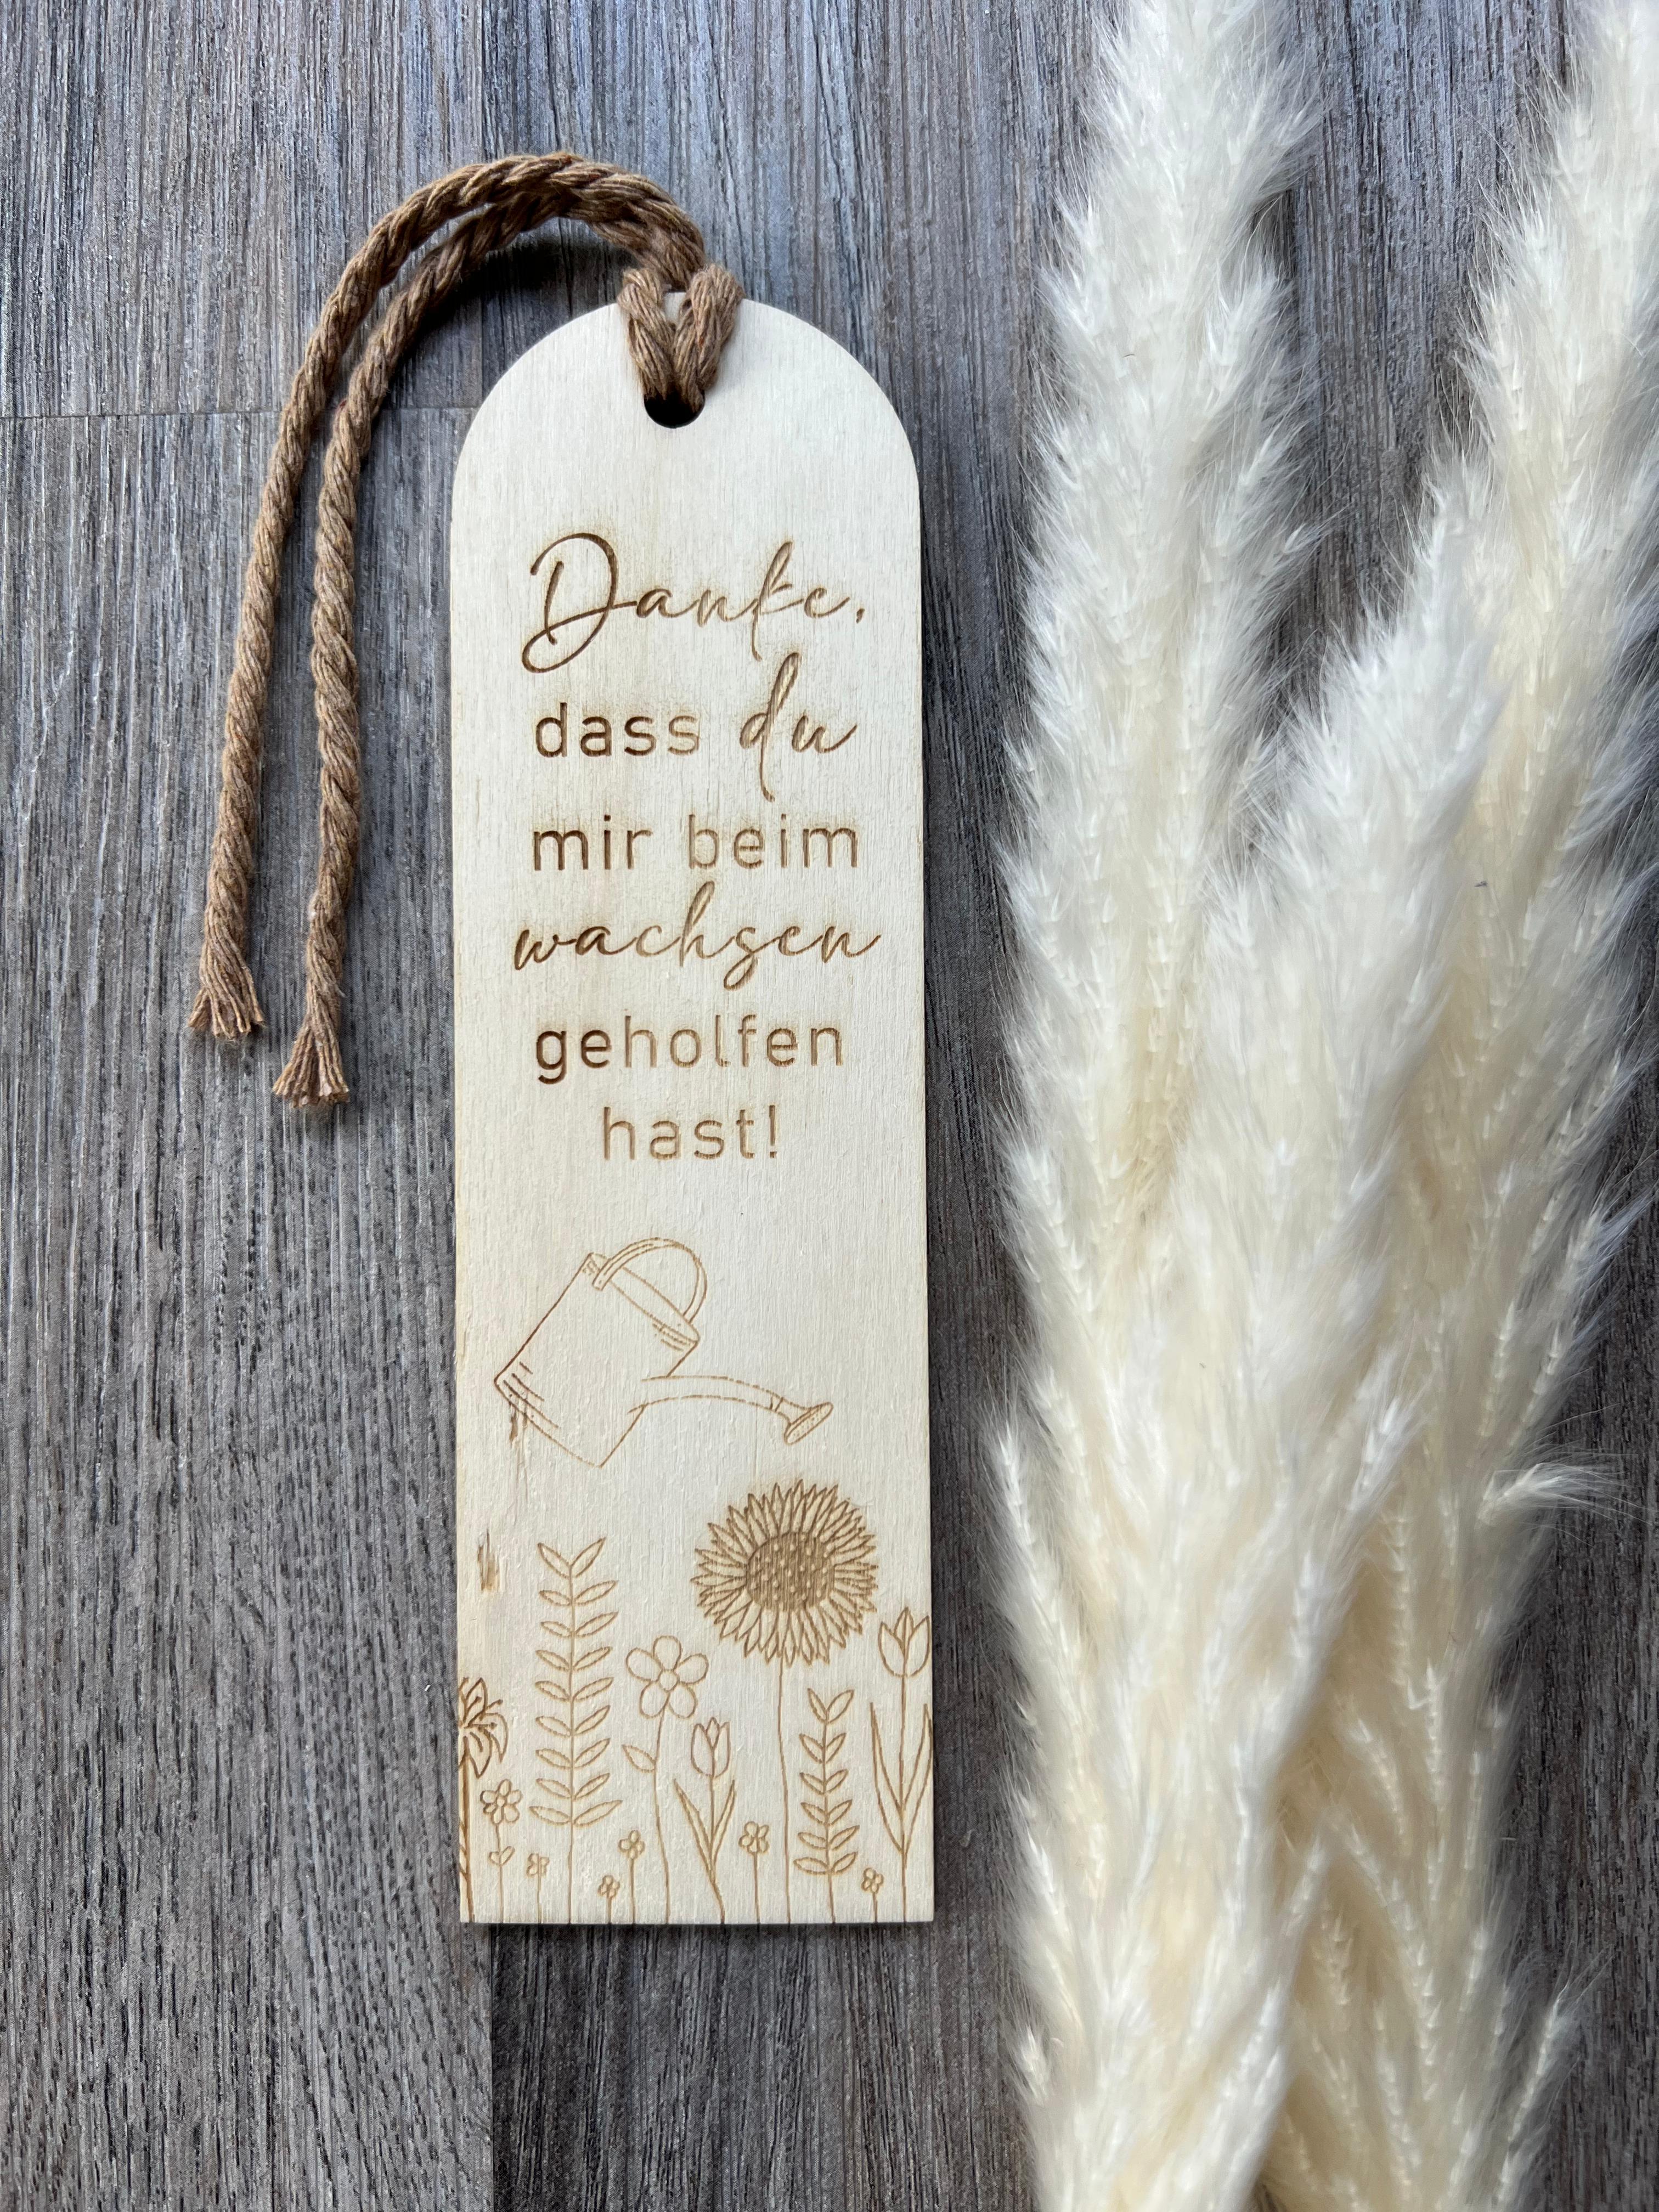 Danke,
dass du
mir beim
wachsen
geholfen
hast!